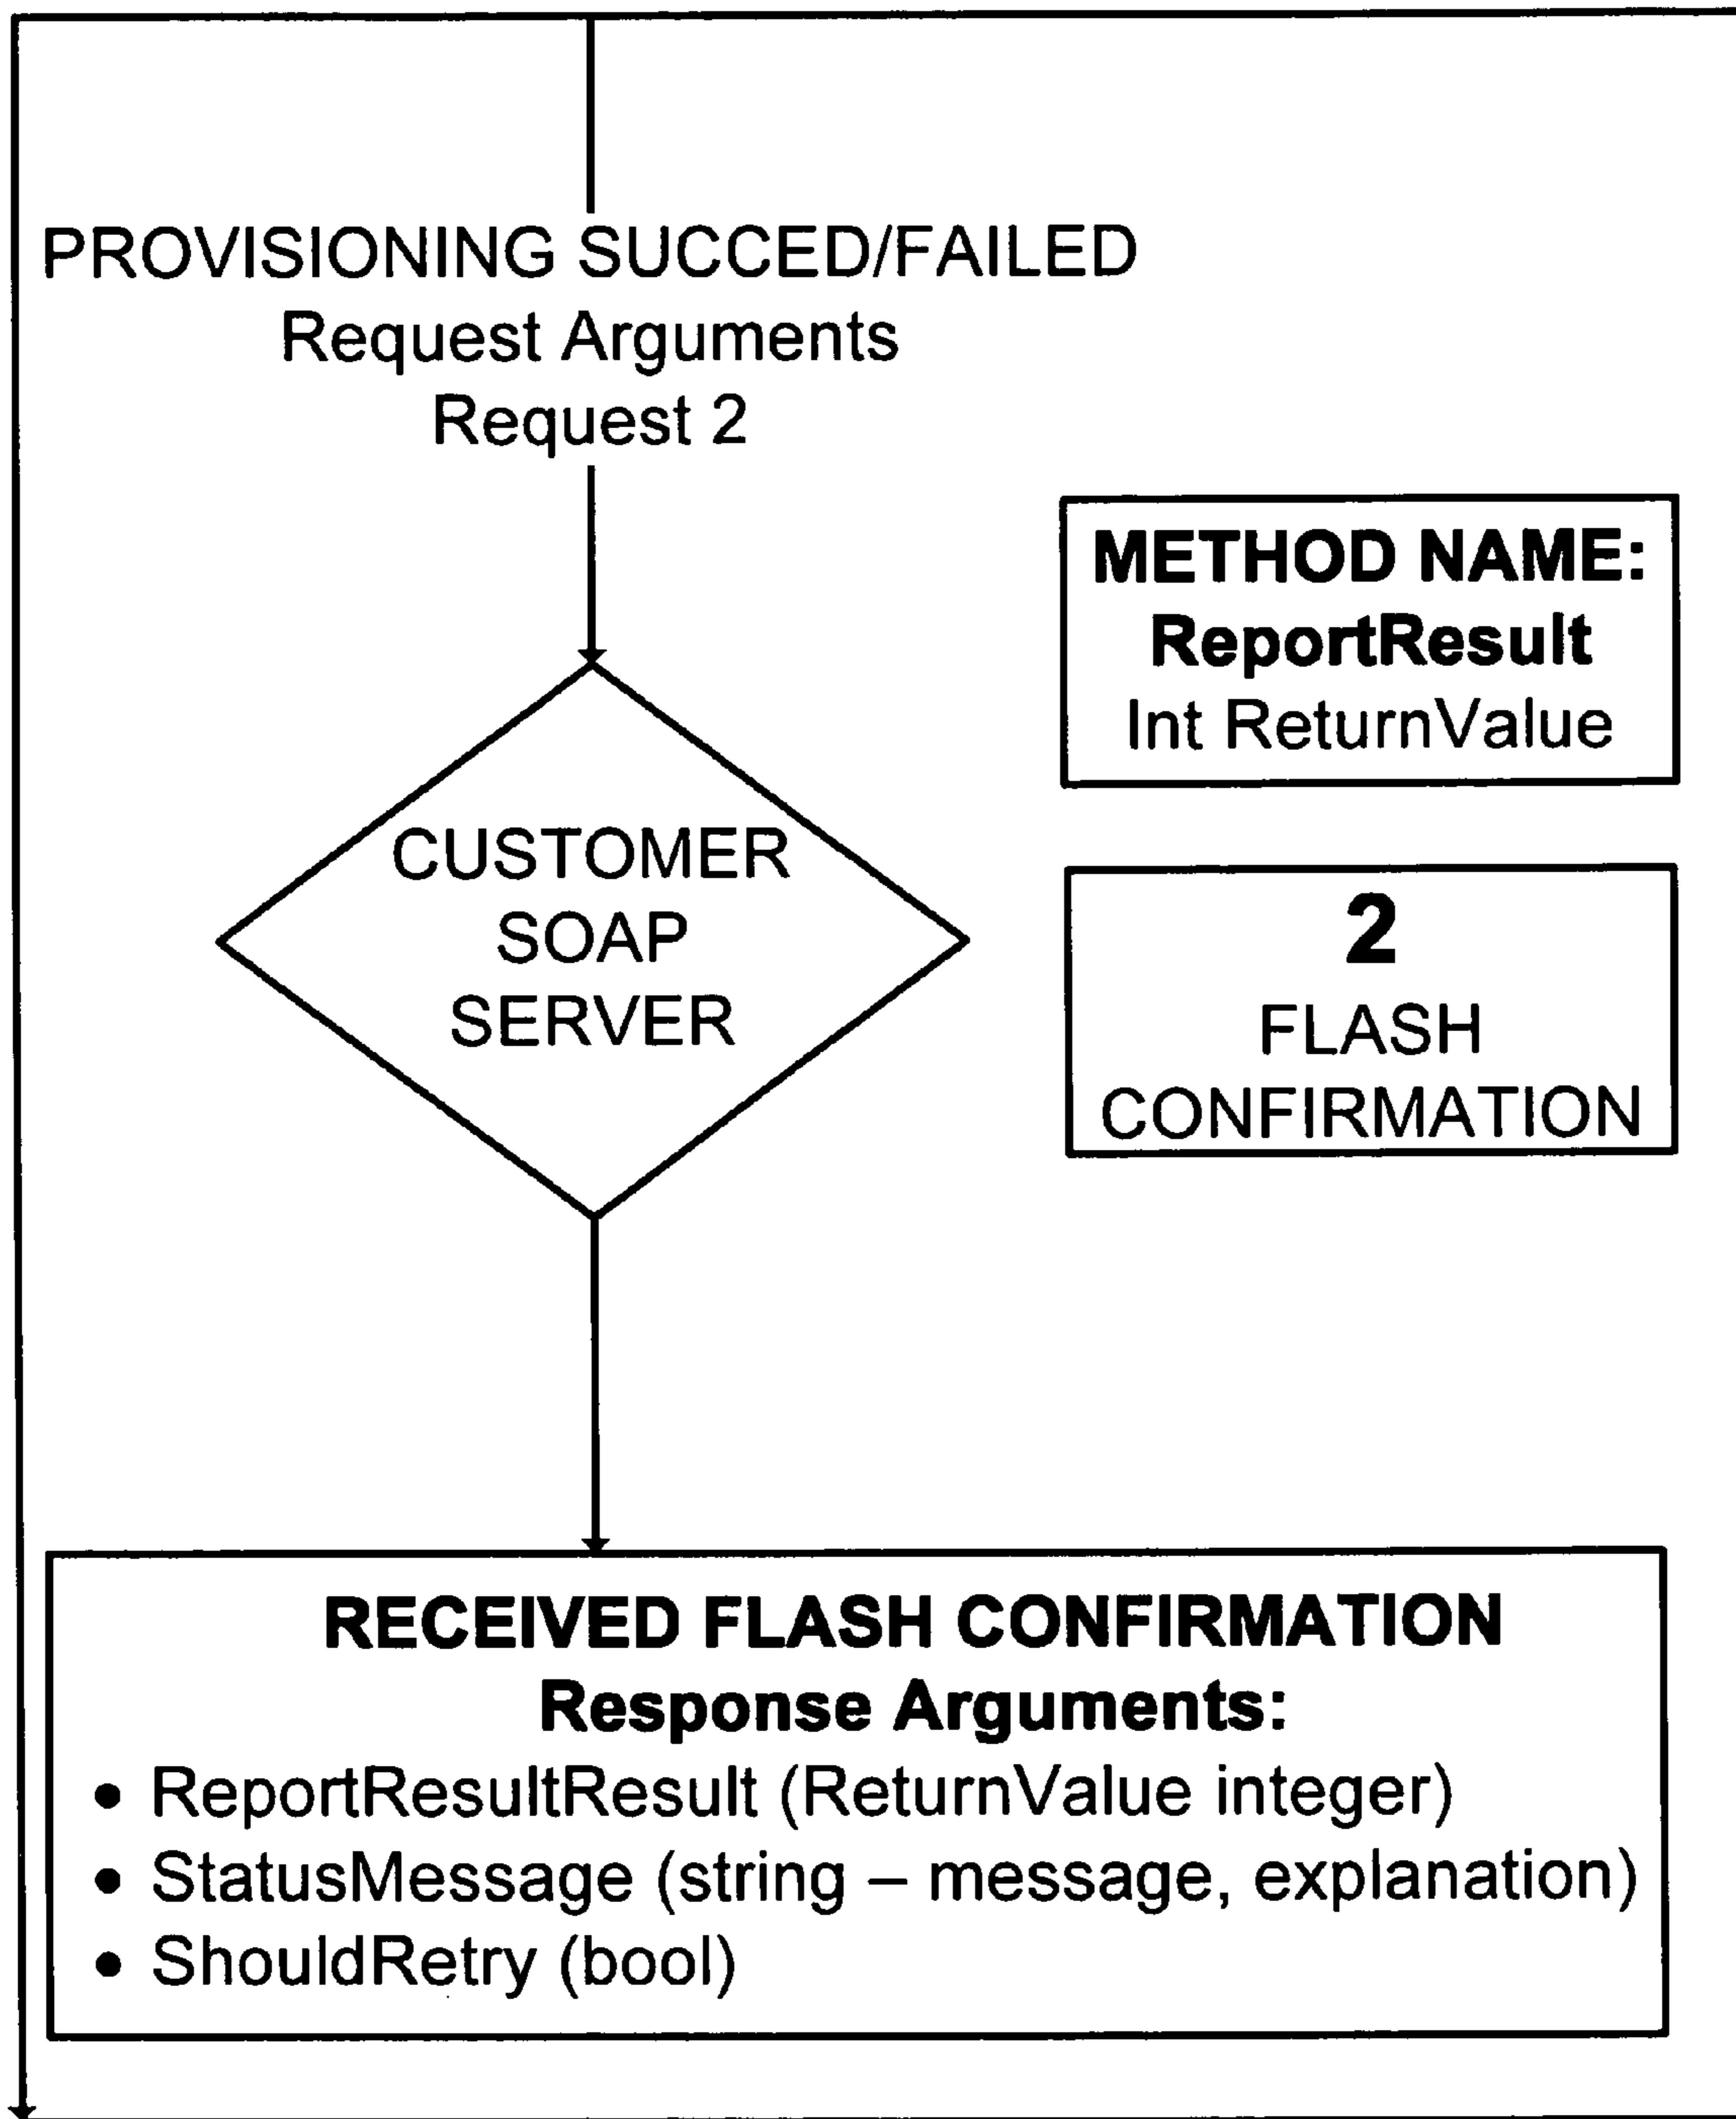 PROVISIONING SUCCED/FAILED
Request Arguments
Request 2
METHOD NAME:
ReportResult
Int ReturnValue
CUSTOMER
SOAP
SERVER
2
FLASH
CONFIRMATION
RECEIVED FLASH CONFIRMATION
Response Arguments:
• ReportResultResult (ReturnValue integer)
• StatusMessage (string – message, explanation)
• ShouldRetry (bool)